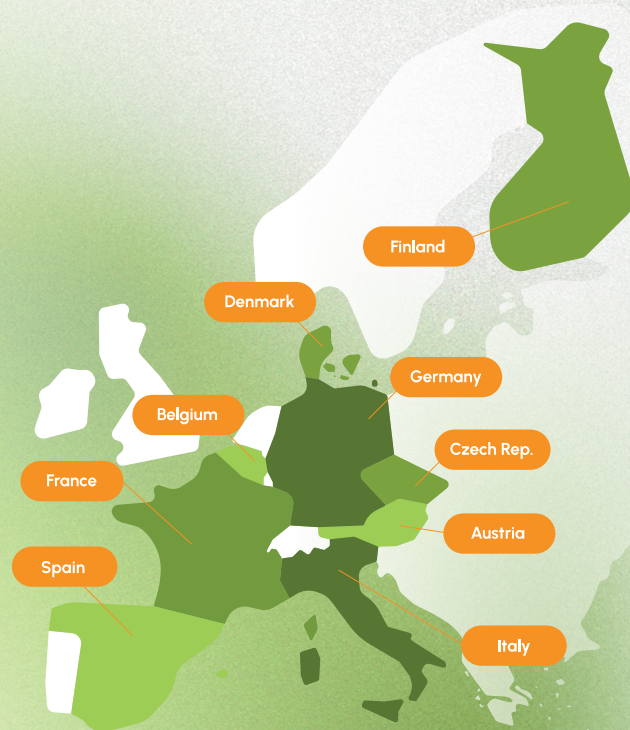 Finland
Denmark
Germany
Belgium
Czech Rep.
France
Austria
Spain
Italy